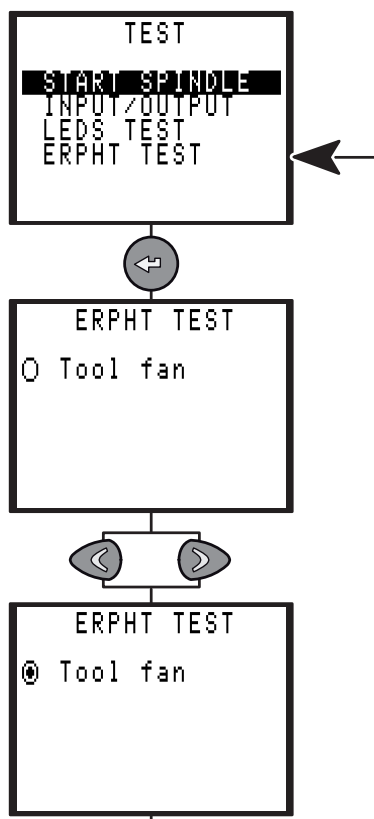 TEST
START SPINDLE
INPUT/OUTPUT
LEDS TEST
ERPHT TEST
ERPHT TEST
Tool fan
ERPHT TEST
Tool fan